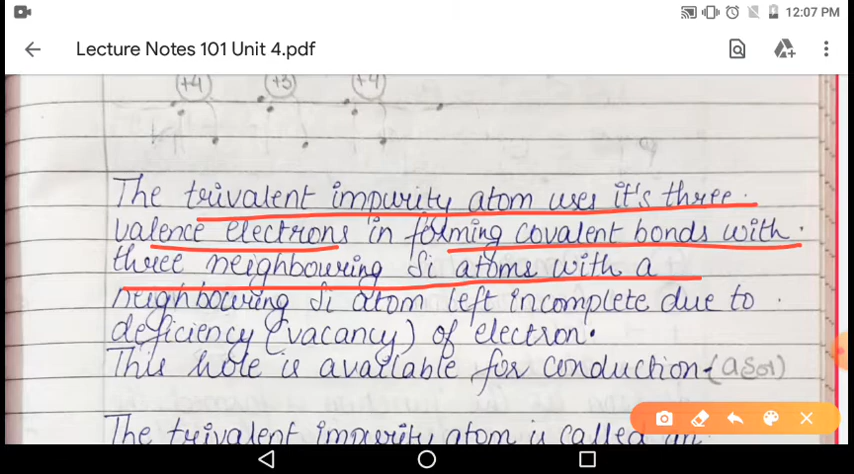 12:07 PM
Lecture Notes 101 Unit 4.pdf
+4 +3 +4
The trivalent impurity atom uses it's three
valence electrons in forming covalent bonds with
three neighbouring Si atoms with a
neighbouring Si atom left incomplete due to
deficiency (vacancy) of electron.
This hole is available for conduction-
The trivalent impurity atom is called an